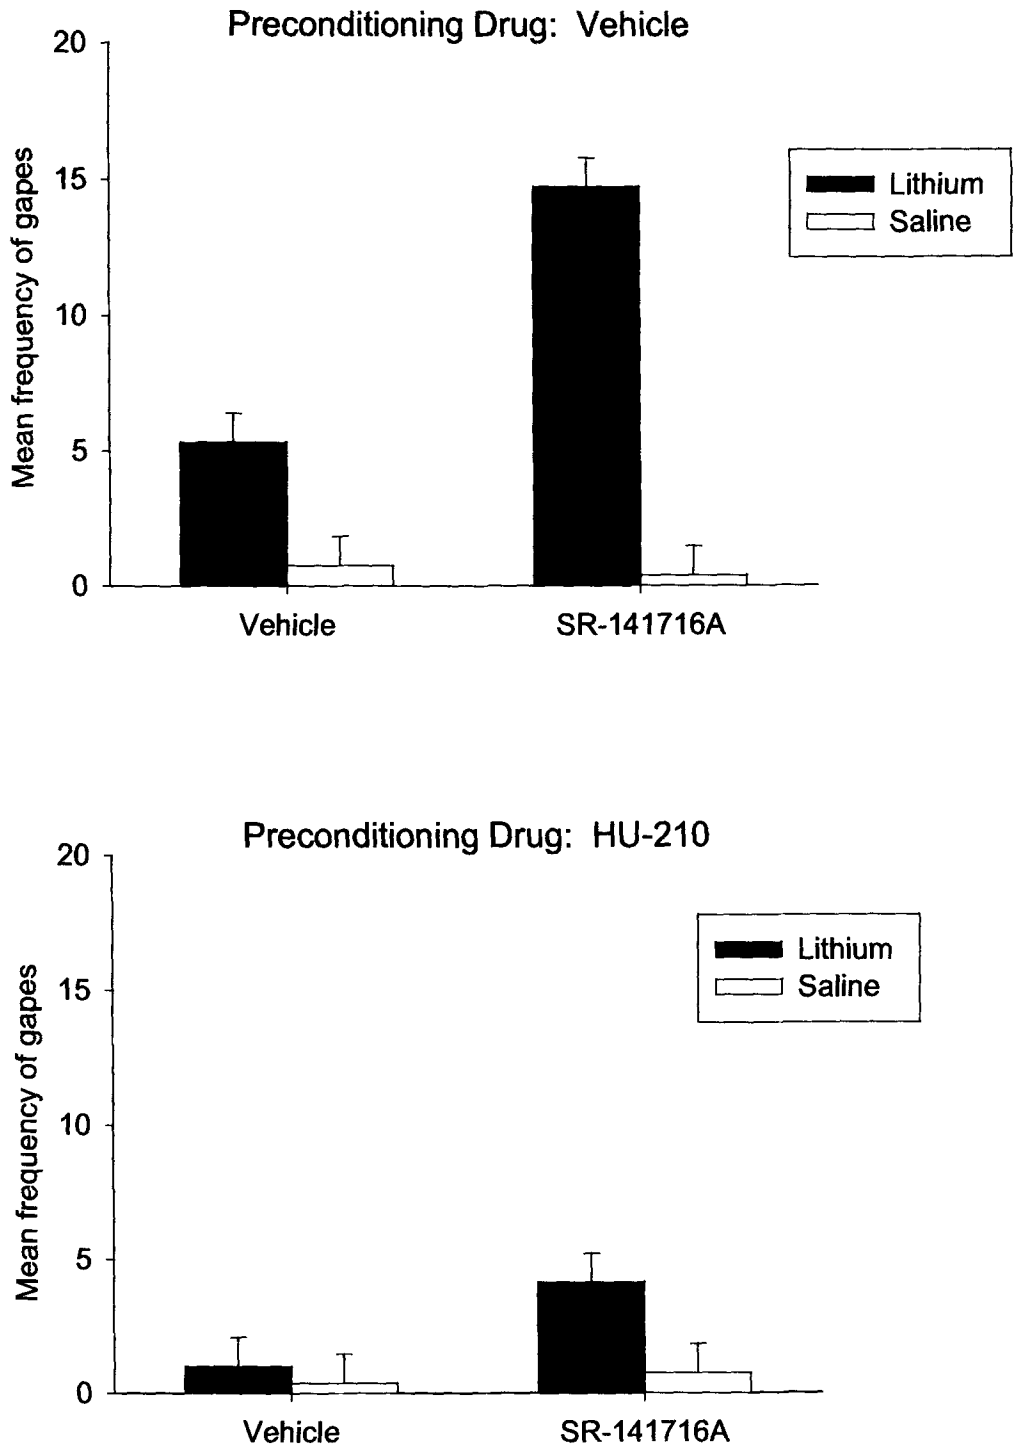 Preconditioning Drug: Vehicle
20
15
10
5
0
Mean frequency of gapes
Lithium
Saline
Vehicle
SR-141716A
Preconditioning Drug: HU-210
20
15
10
5
0
Mean frequency of gapes
Lithium
Saline
Vehicle
SR-141716A